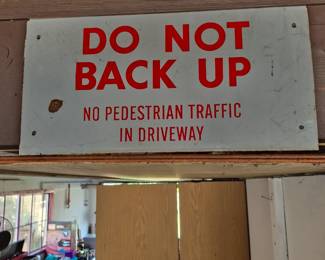 DO NOT
BACK UP
NO PEDESTRIAN TRAFFIC
IN DRIVEWAY